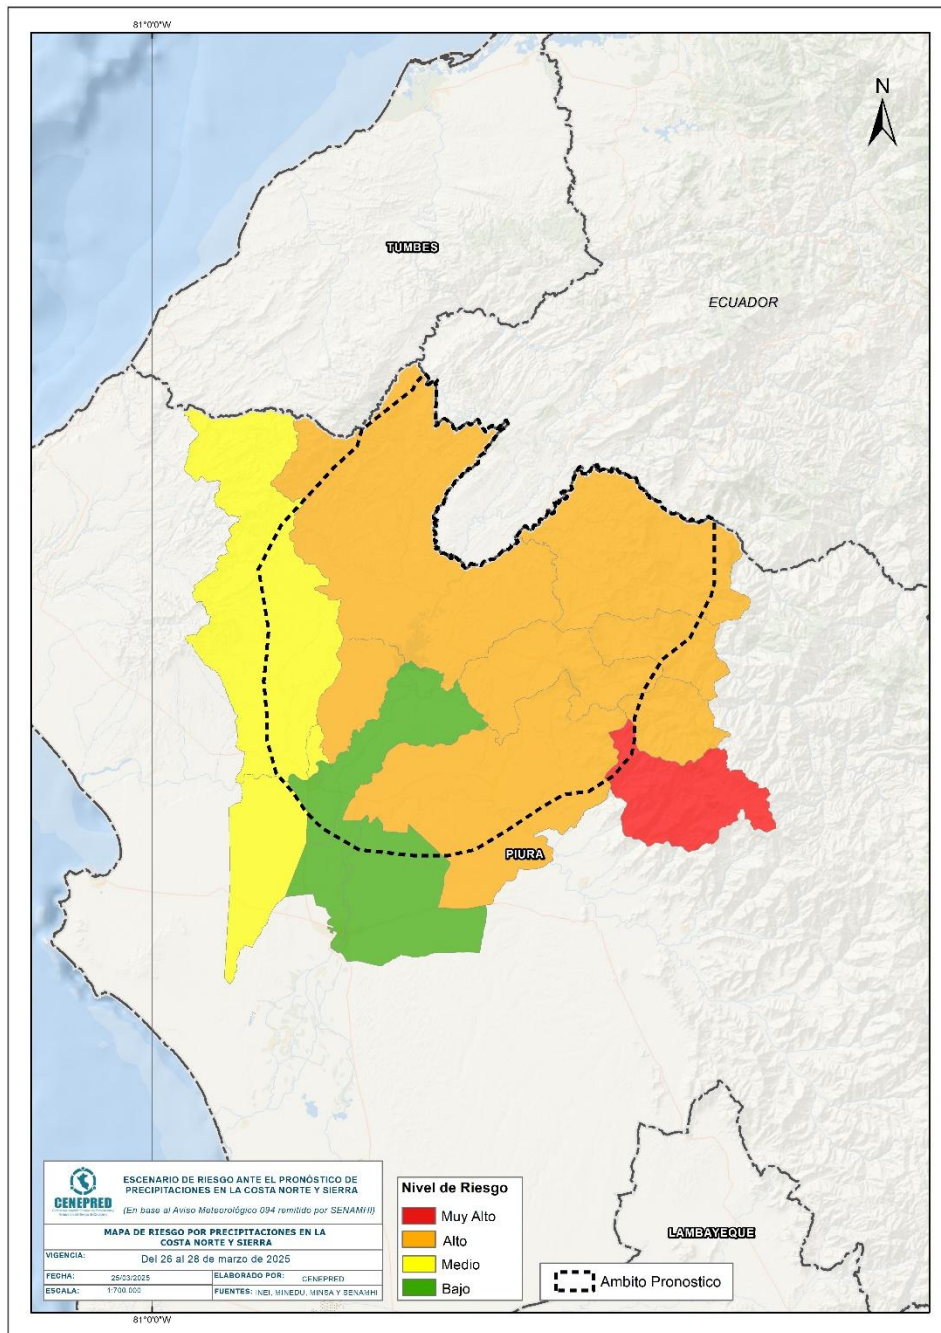 81°0'0"W
N
TUMBES
ECUADOR
PIURA
LAMBAYEQUE
CENEPRED
ESCENARIO DE RIESGO ANTE EL PRONÓSTICO DE
PRECIPITACIONES EN LA COSTA NORTE Y SIERRA
(En base al Aviso Meteorológico 094 remitido por SENAMHI)
MAPA DE RIESGO POR PRECIPITACIONES EN LA
COSTA NORTE Y SIERRA
VIGENCIA: Del 26 al 28 de marzo de 2025
FECHA: 25/03/2025 ELABORADO POR: CENEPRED
ESCALA: 1:700.000 FUENTES: INEI, MINEDU, MINSA Y SENAMHI
Nivel de Riesgo
Muy Alto
Alto
Medio
Bajo
Ambito Pronostico
81°0'0"W